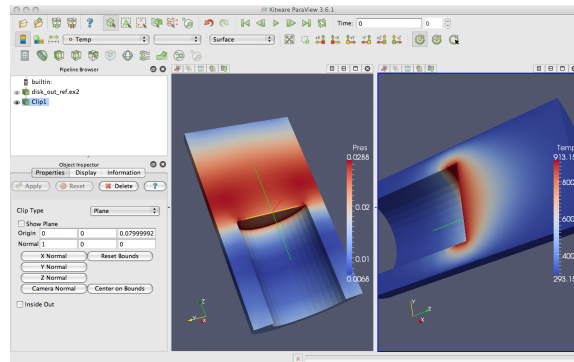 Kitware ParaView 3.6.1
Time: 0
0
Temp
Surface
Pipeline Browser
builtin:
disk_out_ref.ex2
Clip1
Object Inspector
Properties Display Information
Apply Reset Delete ?
Clip Type Plane
Show Plane
Origin 0 0 0.07999992
Normal 1 0 0
X Normal Reset Bounds
Y Normal
Z Normal
Camera Normal Center on Bounds
Inside Out
Pres
0.0288
0.02
0.01
0.0068
Temp
913.15
800
600
400
293.15